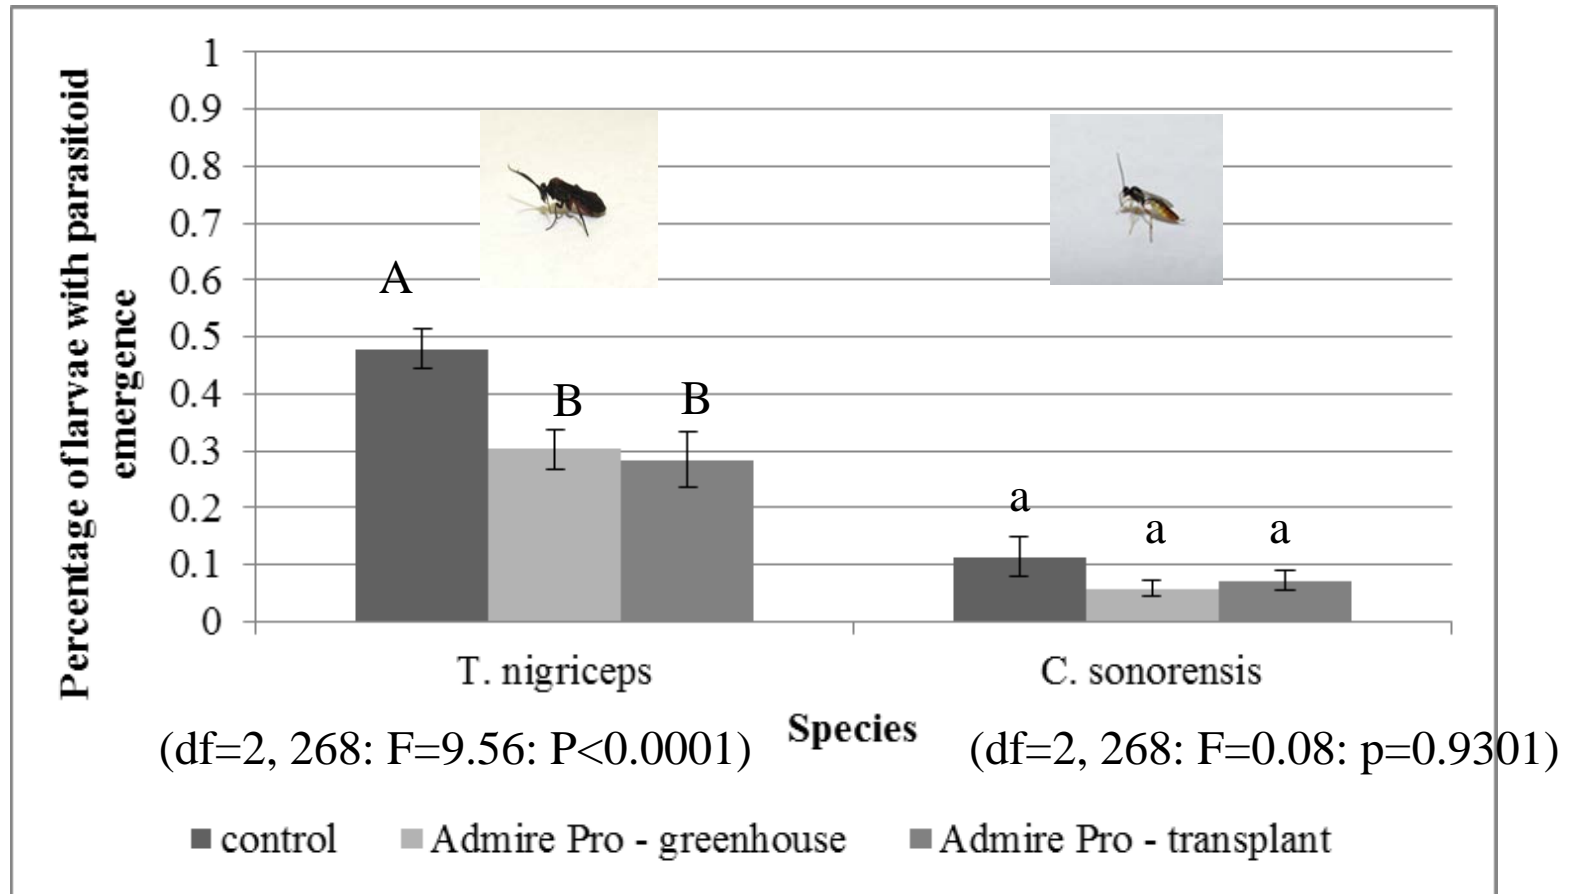 Percentage of larvae with parasitoid
emergence
1
0.9
0.8
0.7
0.6
0.5
0.4
0.3
0.2
0.1
0
A
B
B
a
a
a
T. nigriceps
C. sonorensis
Species
(df=2, 268: F=9.56: P<0.0001)
(df=2, 268: F=0.08: p=0.9301)
control
Admire Pro - greenhouse
Admire Pro - transplant